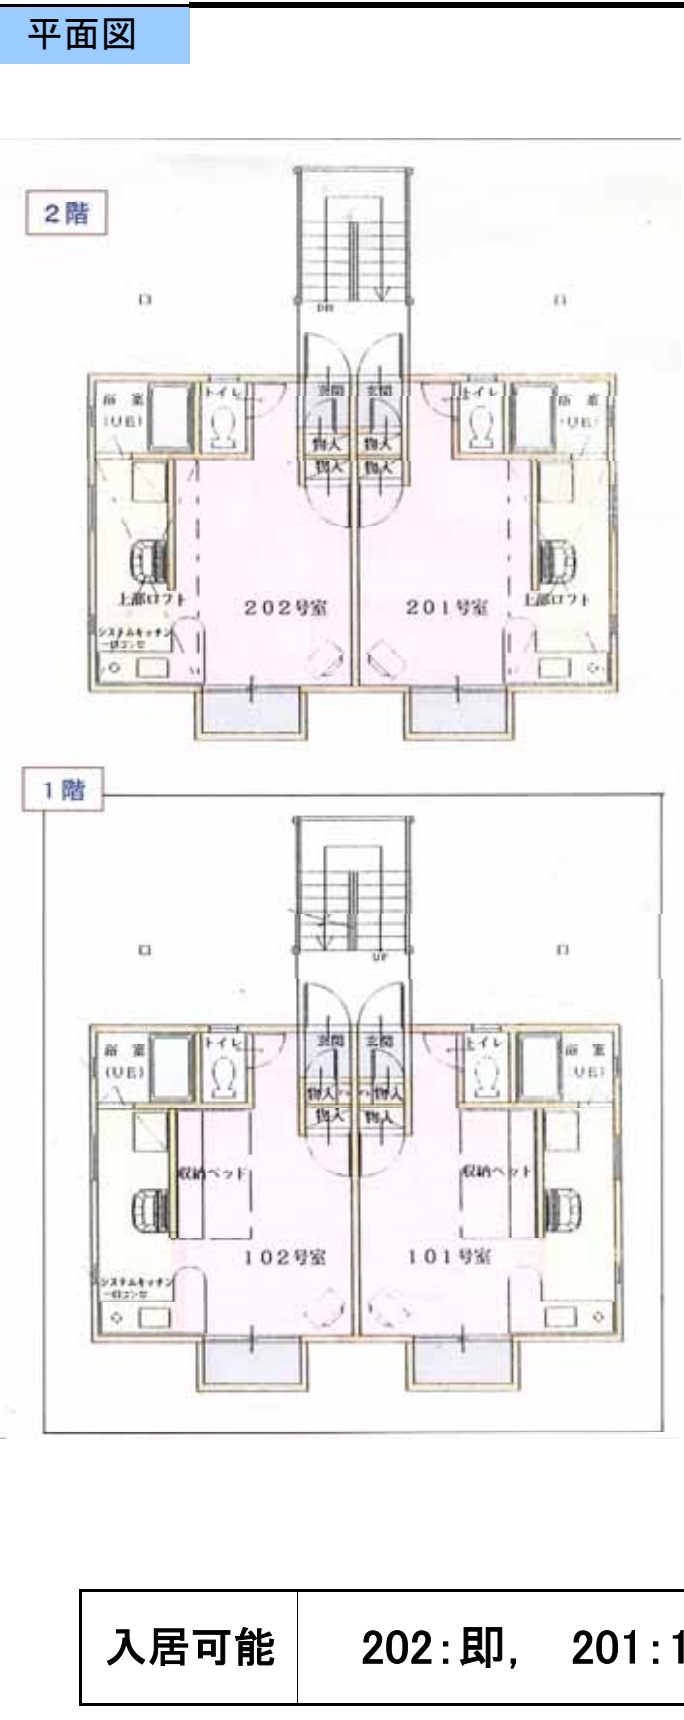 平面図
2階
DN
玄関 玄関
トイレ トイレ
浴室 浴室
物入 物入
物入 物入
上部ロフト 上部ロフト
202号室 201号室
システムキッチン
1階
UP
玄関 玄関
トイレ トイレ
浴室 浴室
物入 物入
物入 物入
収納ベッド 収納ベッド
102号室 101号室
システムキッチン
入居可能 202:即, 201:1